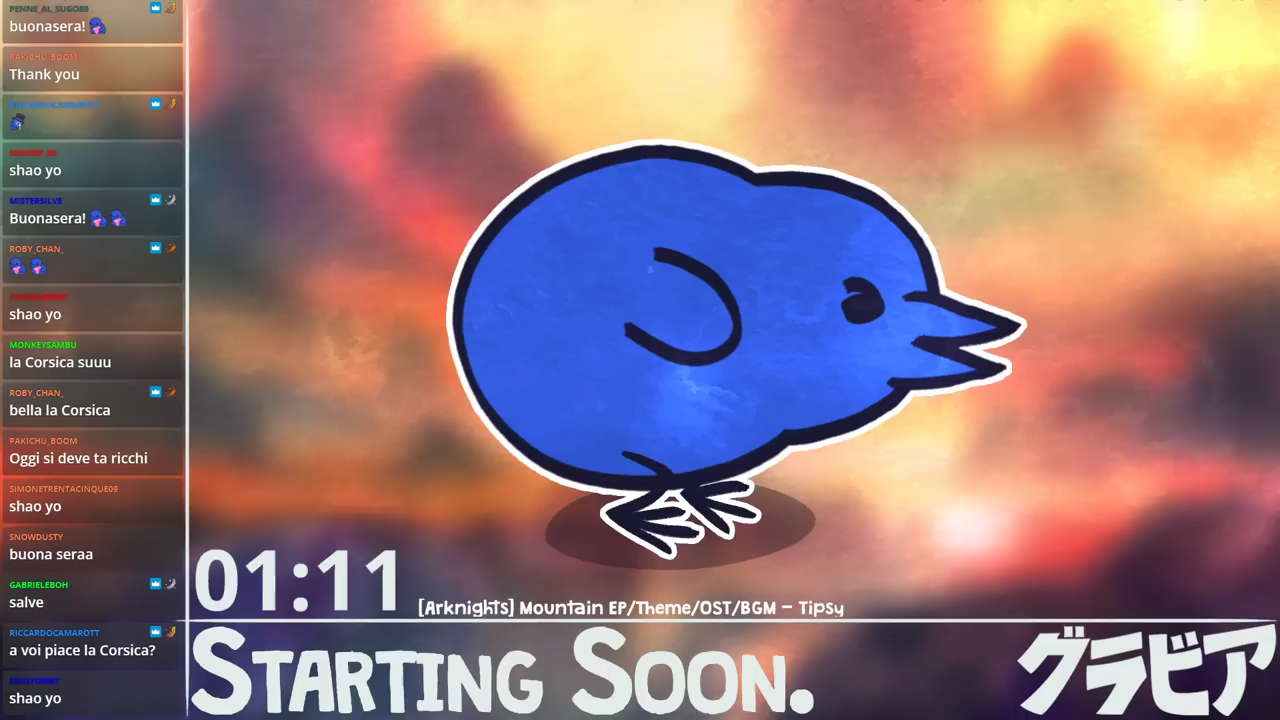 PENNE_AL_SUGO89
buonasera!
PAKICHU_BOOM
Thank you
RICCARDOCAMAROTT
shao yo
MISTERSILVE
Buonasera!
ROBY_CHAN_
shao yo
MONKEYSAMBU
la Corsica suuu
ROBY_CHAN_
bella la Corsica
PAKICHU_BOOM
Oggi si deve ta ricchi
SIMONETRENTACINQUE09
shao yo
SNOWDUSTY
buona seraa
GABRIELEBOH
salve
RICCARDOCAMAROTT
a voi piace la Corsica?
shao yo
01:11
[Arknights] Mountain EP/Theme/OST/BGM - Tipsy
STARTING SOON.
グラビア